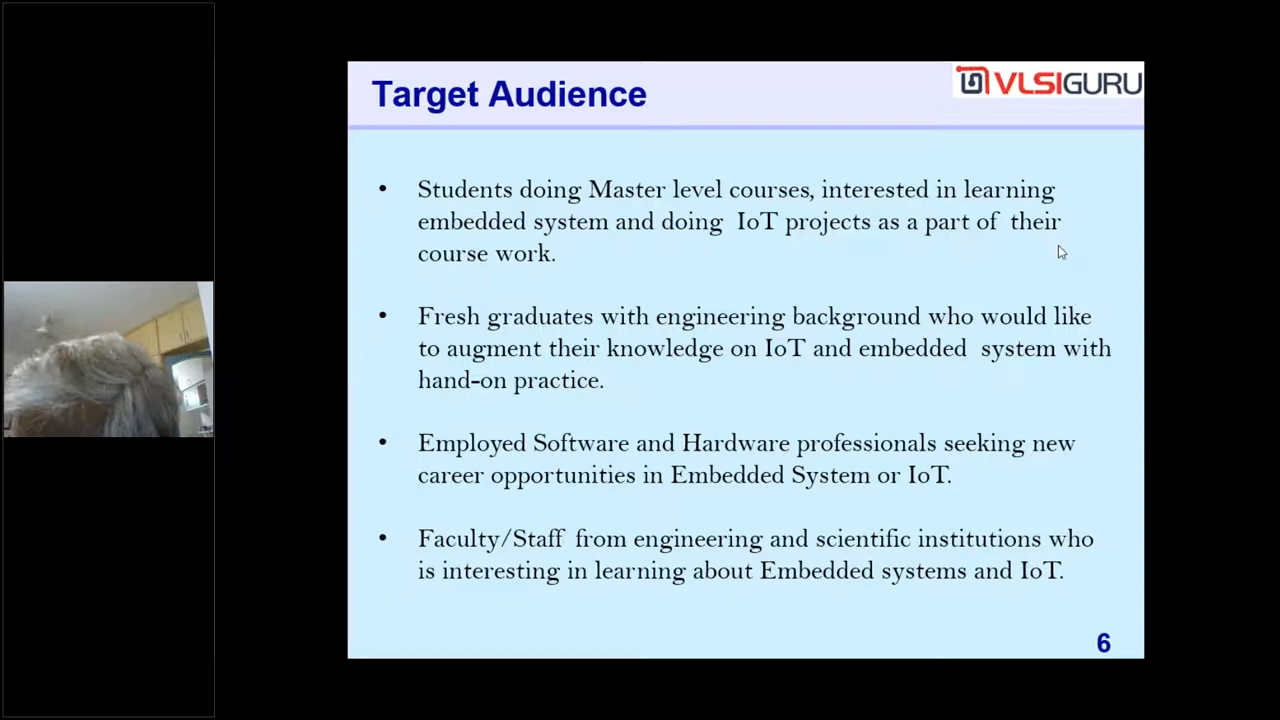 Target Audience
VLSIGURU
• Students doing Master level courses, interested in learning
embedded system and doing IoT projects as a part of their
course work.
• Fresh graduates with engineering background who would like
to augment their knowledge on IoT and embedded system with
hand-on practice.
• Employed Software and Hardware professionals seeking new
career opportunities in Embedded System or IoT.
• Faculty/Staff from engineering and scientific institutions who
is interesting in learning about Embedded systems and IoT.
6